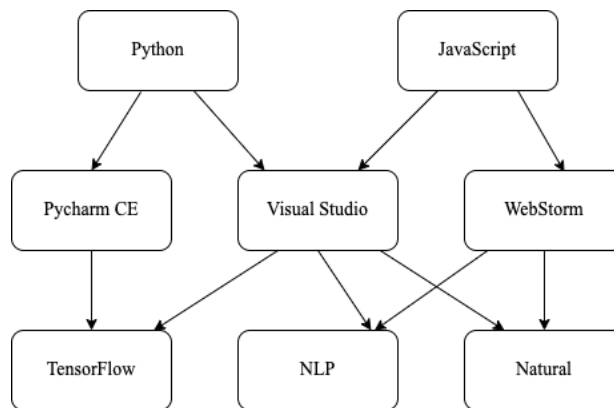 Python
JavaScript
Pycharm CE
Visual Studio
WebStorm
TensorFlow
NLP
Natural